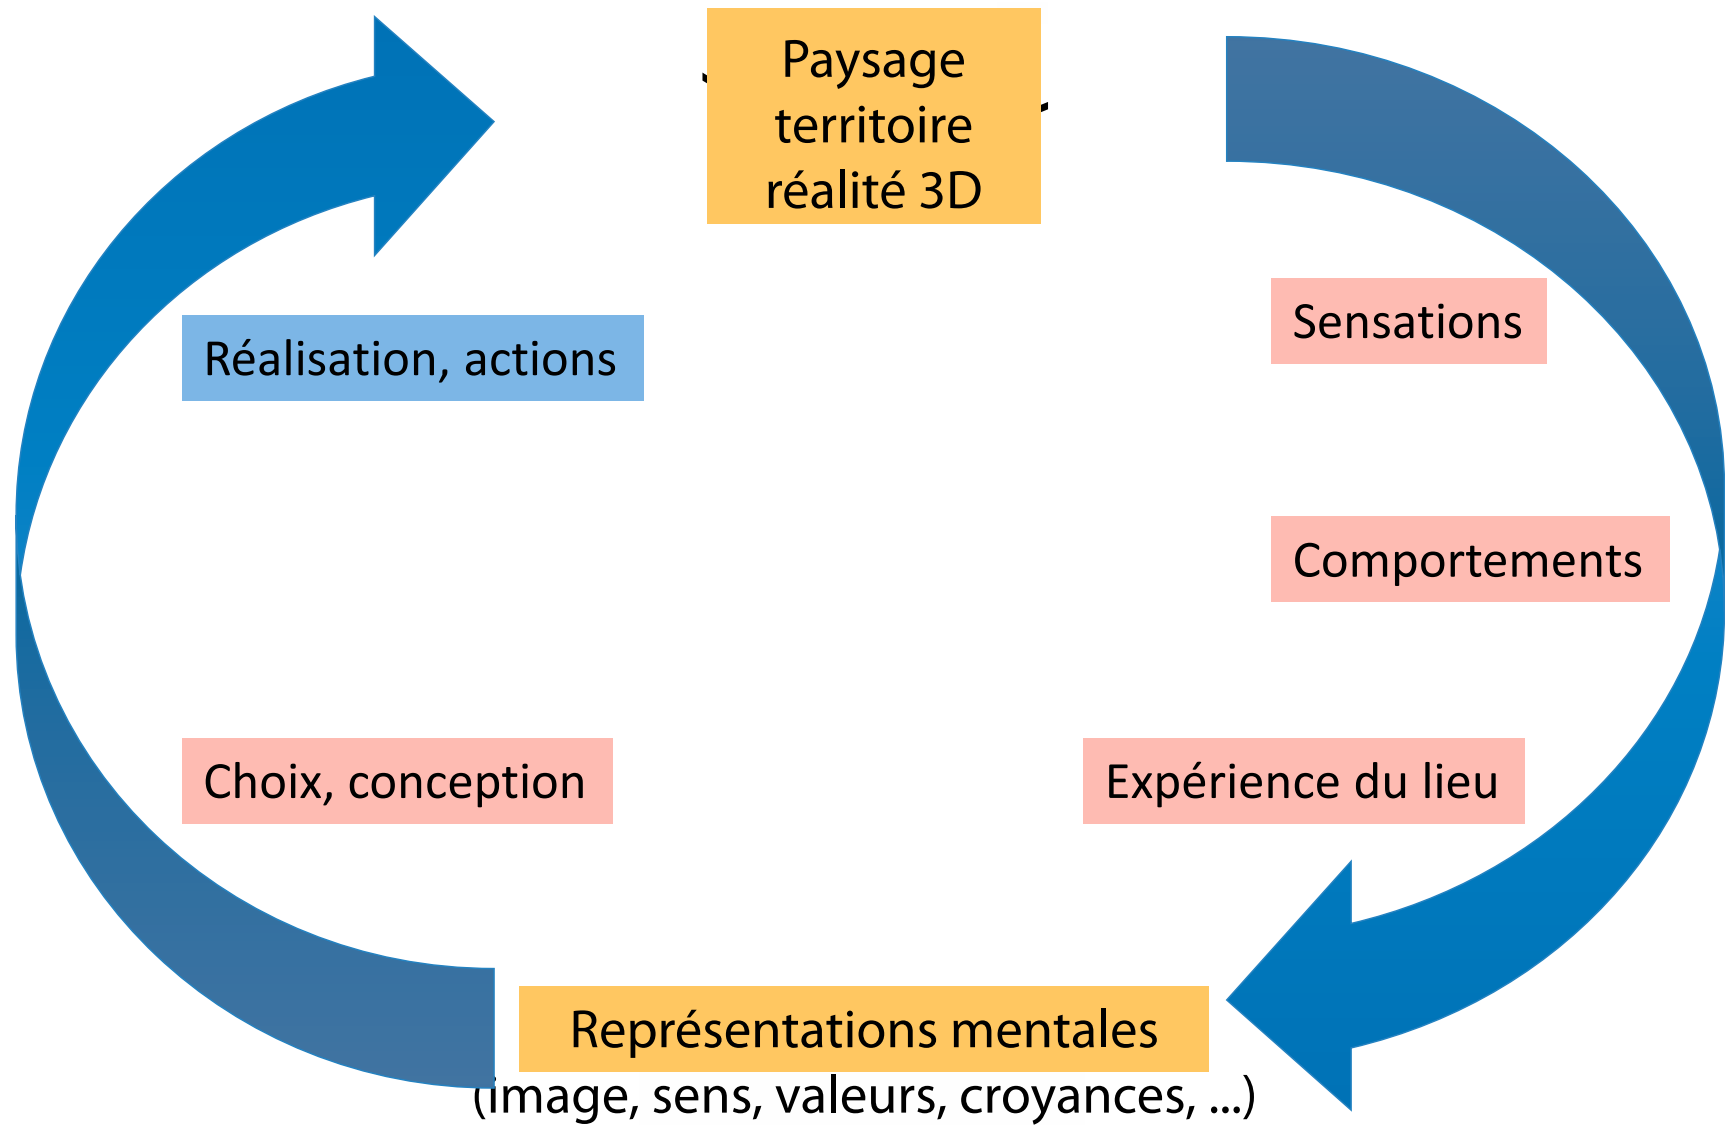 Paysage
territoire
réalité 3D
Sensations
Réalisation, actions
Comportements
Choix, conception
Expérience du lieu
Représentations mentales
(image, sens, valeurs, croyances, ...)